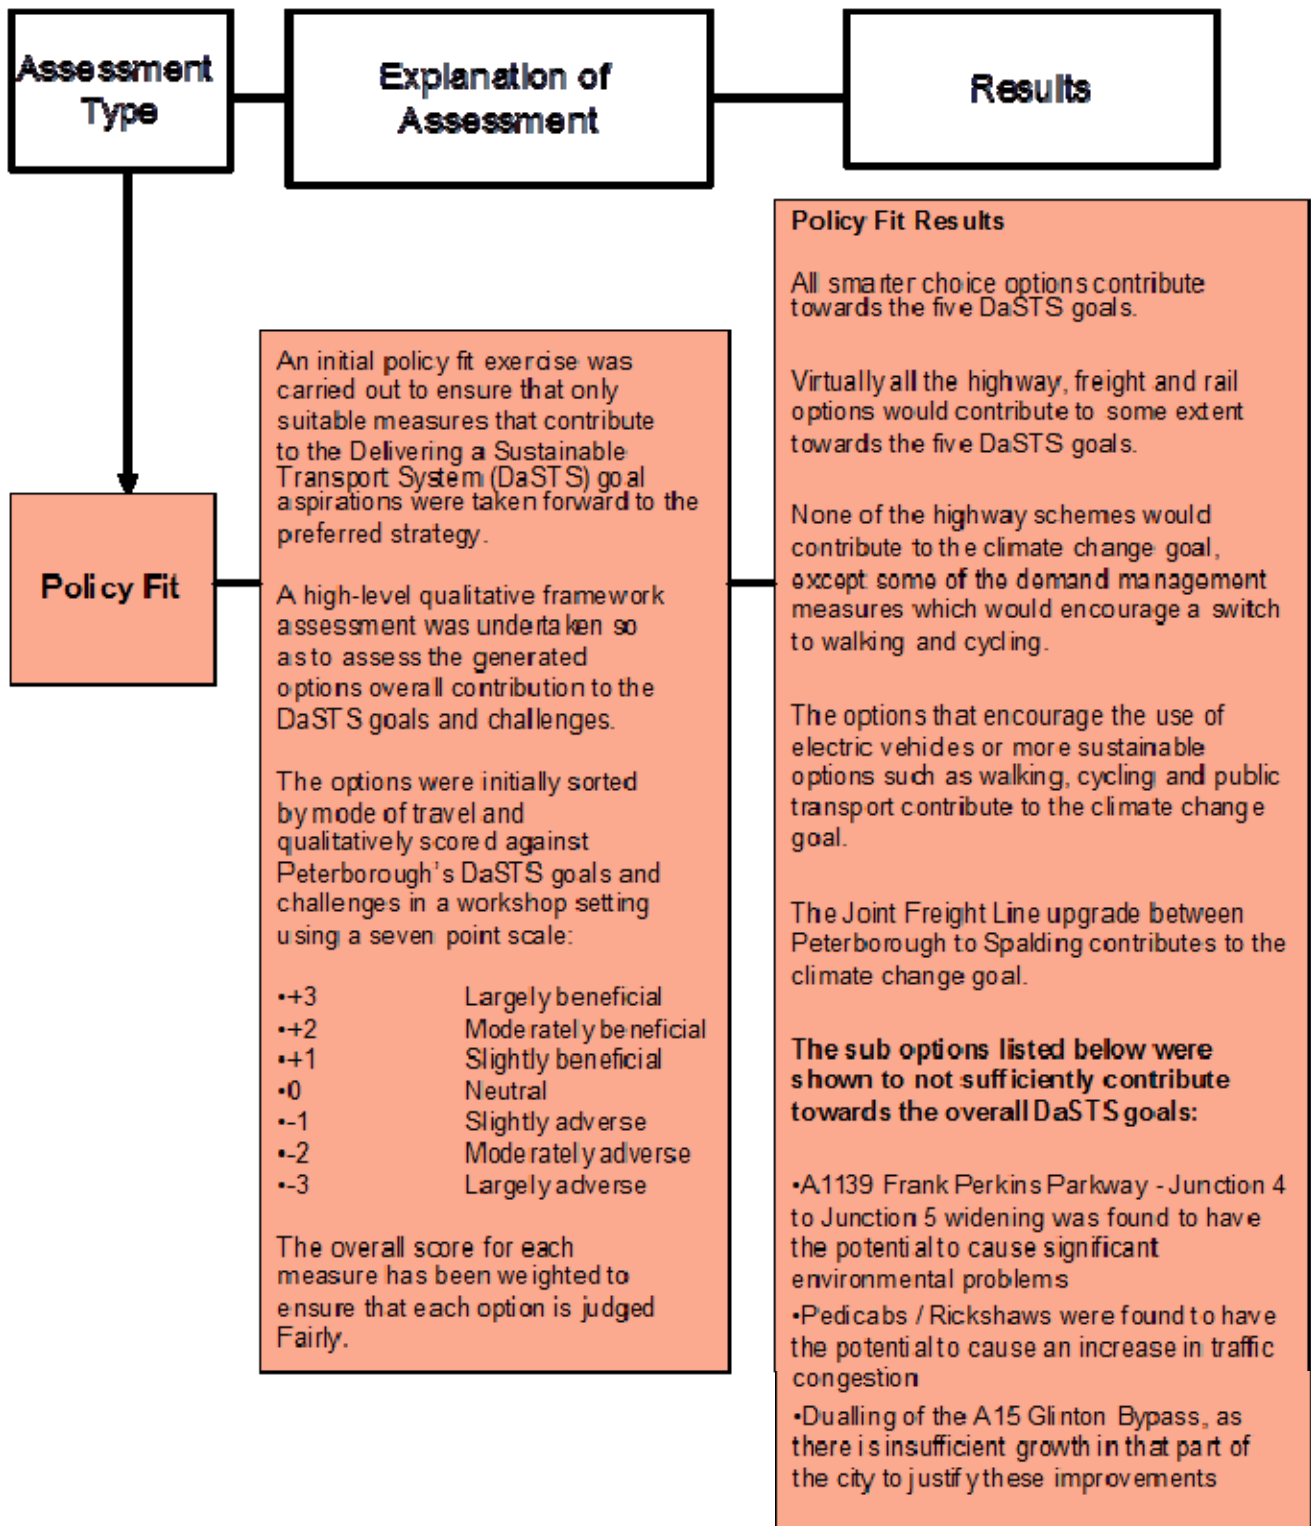 Assessment
Type
Explanation of
Assessment
Results
Policy Fit
An initial policy fit exercise was
carried out to ensure that only
suitable measures that contribute
to the Delivering a Sustainable
Transport System (DaSTS) goal
aspirations were taken forward to the
preferred strategy.
A high-level qualitative framework
assessment was undertaken so
as to assess the generated
options overall contribution to the
DaSTS goals and challenges.
The options were initially sorted
by mode of travel and
qualitatively scored against
Peterborough's DaSTS goals and
challenges in a workshop setting
using a seven point scale:
•+3 Largely beneficial
•+2 Moderately beneficial
•+1 Slightly beneficial
•0 Neutral
•-1 Slightly adverse
•-2 Moderately adverse
•-3 Largely adverse
The overall score for each
measure has been weighted to
ensure that each option is judged
Fairly.
Policy Fit Results
All smarter choice options contribute
towards the five DaSTS goals.
Virtually all the highway, freight and rail
options would contribute to some extent
towards the five DaSTS goals.
None of the highway schemes would
contribute to the climate change goal,
except some of the demand management
measures which would encourage a switch
to walking and cycling.
The options that encourage the use of
electric vehicles or more sustainable
options such as walking, cycling and public
transport contribute to the climate change
goal.
The Joint Freight Line upgrade between
Peterborough to Spalding contributes to the
climate change goal.
The sub options listed below were
shown to not sufficiently contribute
towards the overall DaSTS goals:
•A1139 Frank Perkins Parkway - Junction 4
to Junction 5 widening was found to have
the potential to cause significant
environmental problems
•Pedicabs / Rickshaws were found to have
the potential to cause an increase in traffic
congestion
•Dualling of the A15 Glinton Bypass, as
there is insufficient growth in that part of
the city to justify these improvements